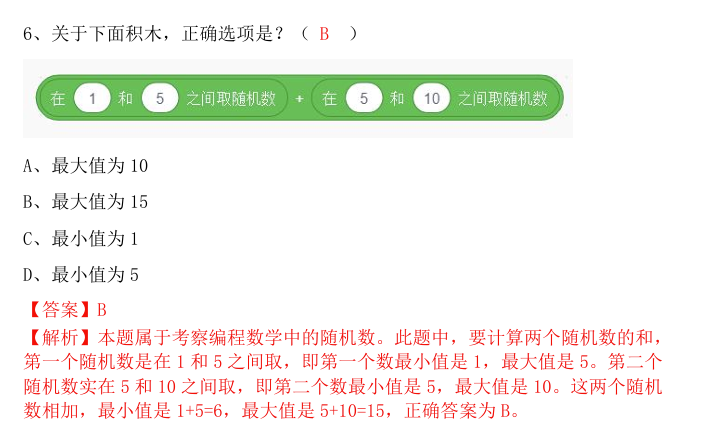 6、关于下面积木，正确选项是？（ B ）
在 1 和 5 之间取随机数 + 在 5 和 10 之间取随机数
A、最大值为 10
B、最大值为 15
C、最小值为 1
D、最小值为 5
【答案】B
【解析】本题属于考察编程数学中的随机数。此题中，要计算两个随机数的和，
第一个随机数是在 1 和 5 之间取，即第一个数最小值是 1，最大值是 5。第二个
随机数实在 5 和 10 之间取，即第二个数最小值是 5，最大值是 10。这两个随机
数相加，最小值是 1+5=6，最大值是 5+10=15，正确答案为 B。